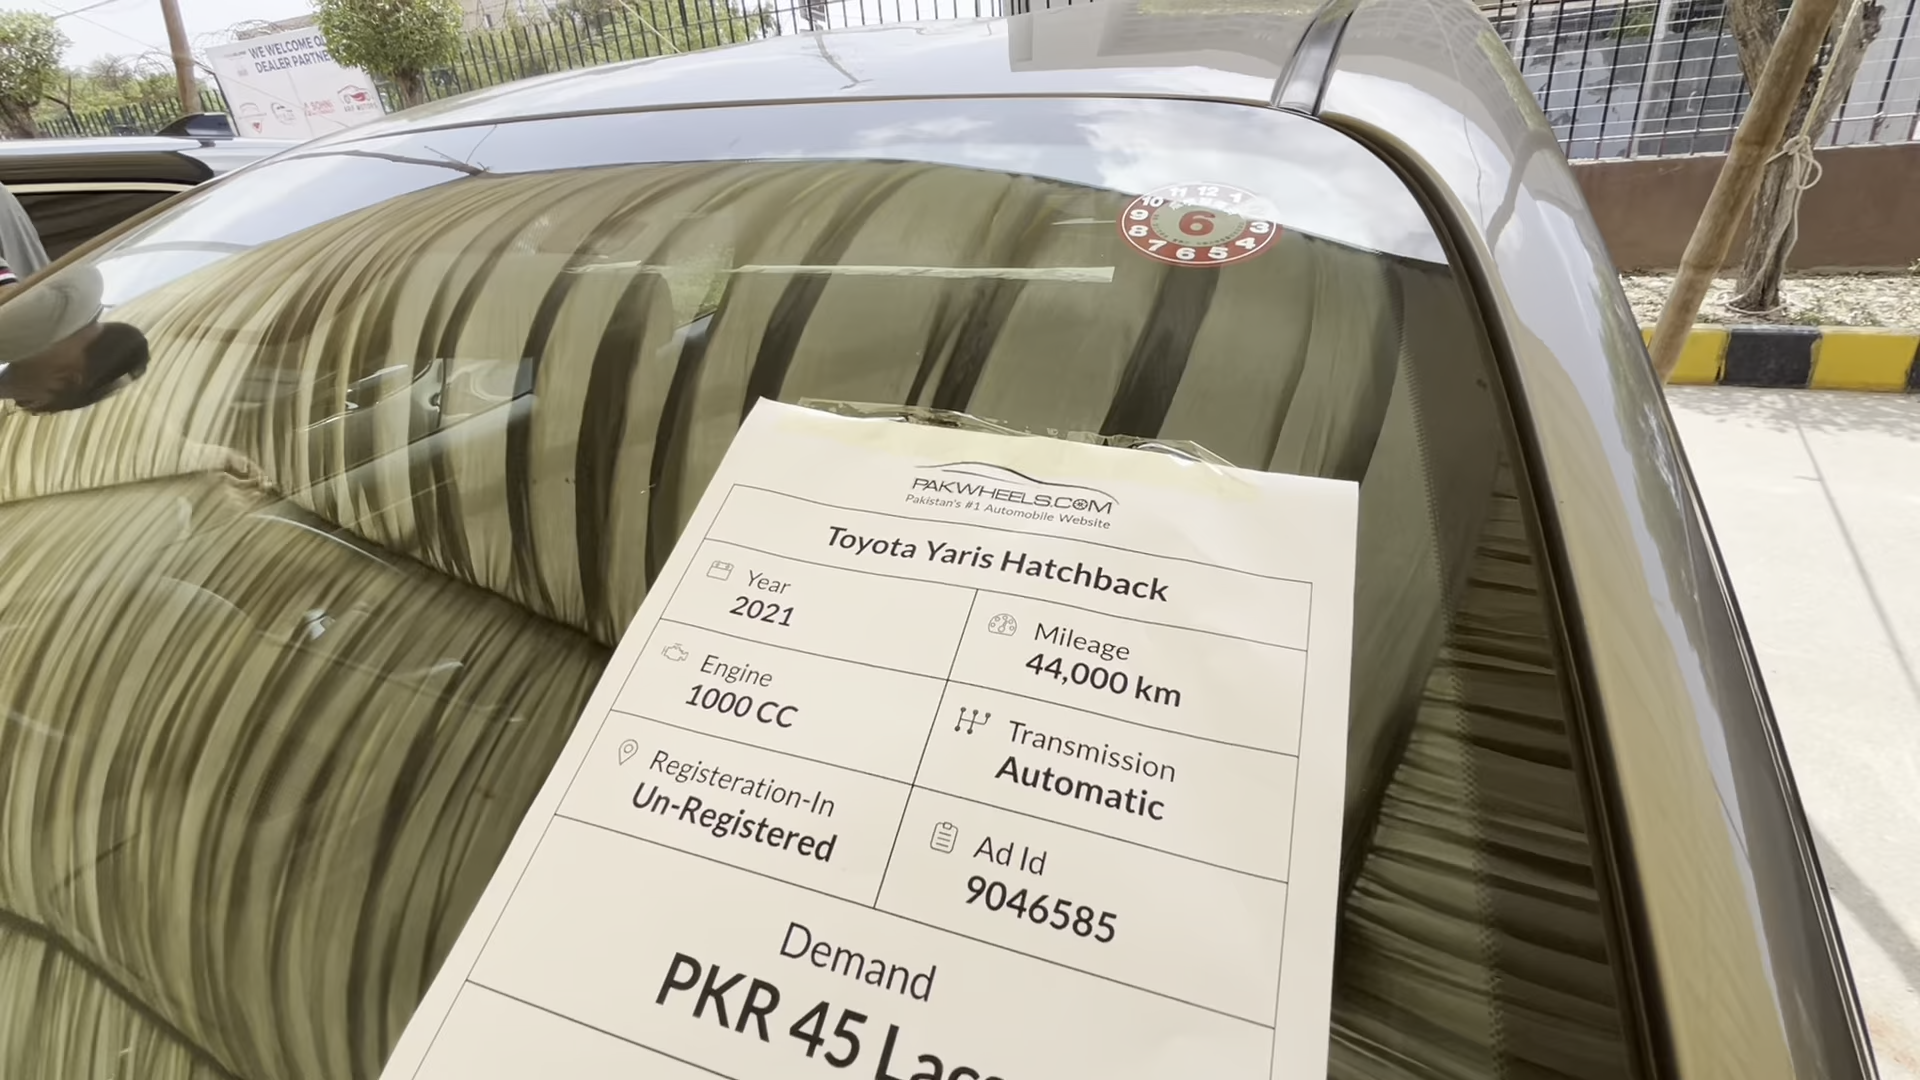 WE WELCOME OU
DEALER PARTNE
11 12 1
10
9 6 3
8 4
7 6 5
PAKWHEELS.COM
Pakistan's #1 Automobile Website
Toyota Yaris Hatchback
Year
2021
Mileage
44,000 km
Engine
1000 CC
Transmission
Automatic
Registeration-In
Un-Registered
Ad Id
9046585
Demand
PKR 45 Lacs